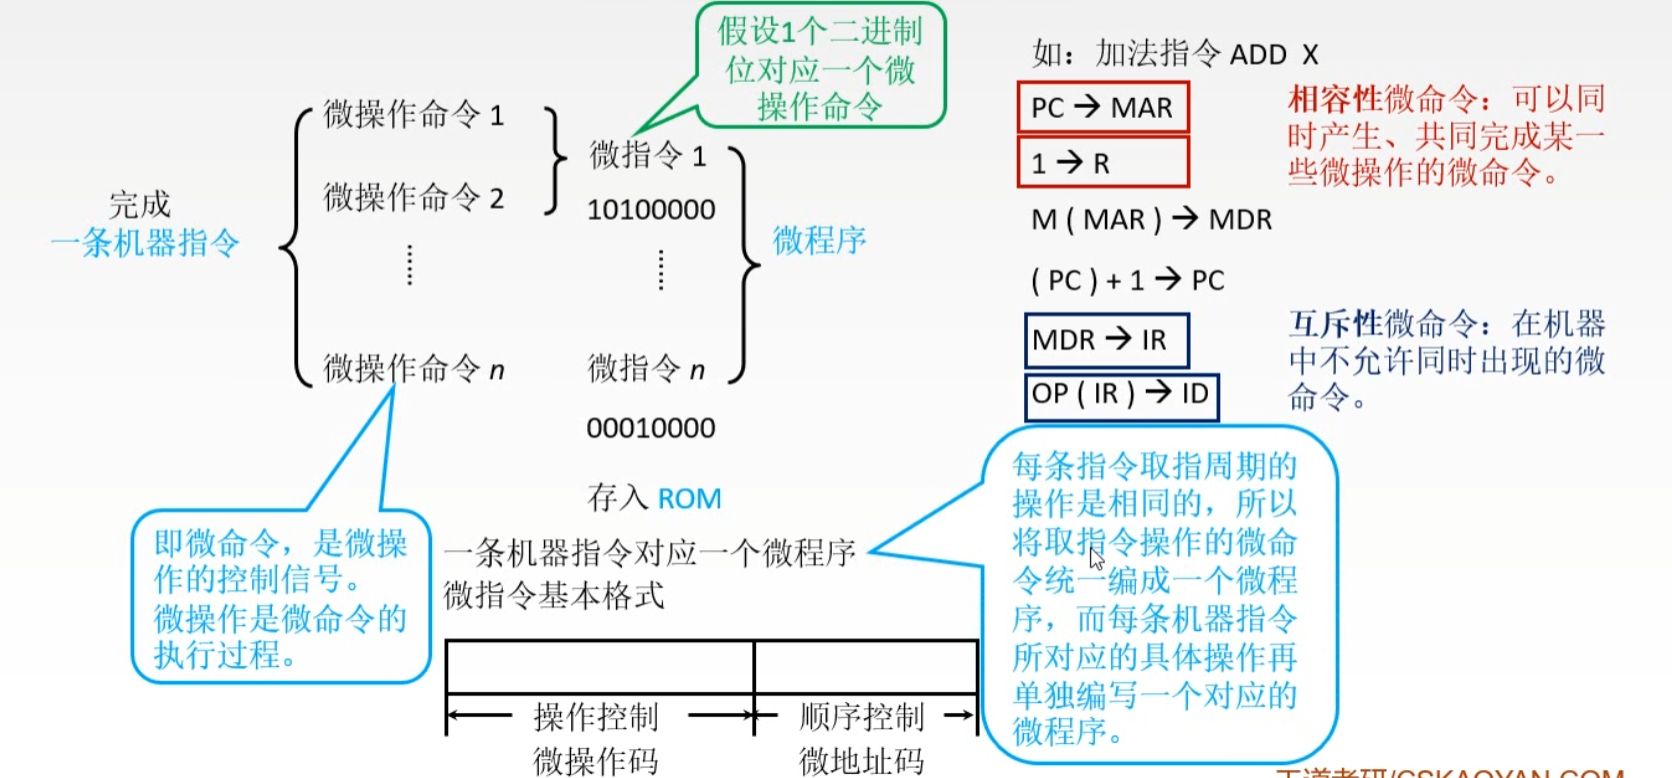 假设1个二进制
位对应一个微
操作命令
完成
一条机器指令
微操作命令 1
微操作命令 2
……
微操作命令 n
微指令 1
10100000
……
微指令 n
00010000
微程序
存入 ROM
一条机器指令对应一个微程序
微指令基本格式
操作控制
顺序控制
微操作码
微地址码
即微命令，是微操
作的控制信号。
微操作是微命令的
执行过程。
如：加法指令 ADD X
PC → MAR
1 → R
M ( MAR ) → MDR
( PC ) + 1 → PC
MDR → IR
OP ( IR ) → ID
相容性微命令：可以同
时产生、共同完成某一
些微操作的微命令。
互斥性微命令：在机器
中不允许同时出现的微
命令。
每条指令取指周期的
操作是相同的，所以
将取指令操作的微命
令统一编成一个微程
序，而每条机器指令
所对应的具体操作再
单独编写一个对应的
微程序。
王道考研/CSKAOYAN.COM